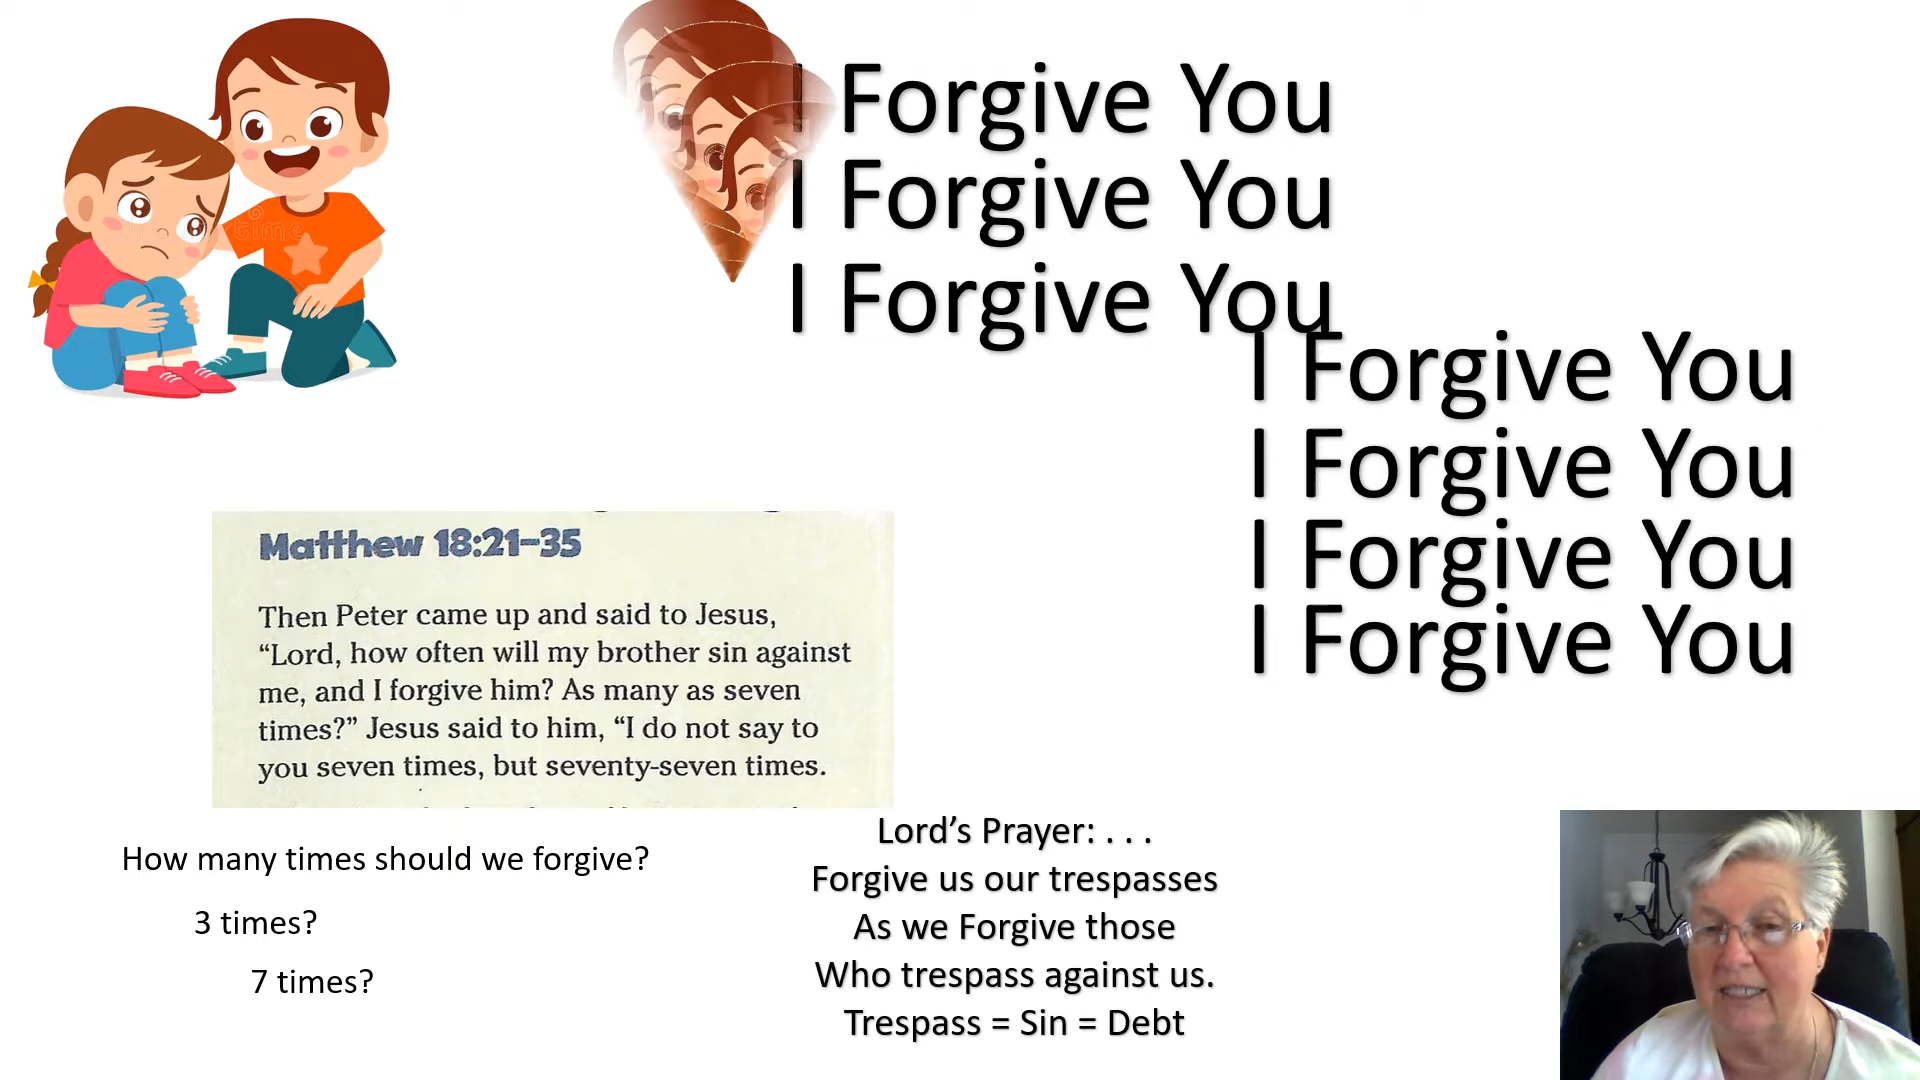 I Forgive You
I Forgive You
I Forgive You
I Forgive You
I Forgive You
I Forgive You
I Forgive You
Matthew 18:21–35
Then Peter came up and said to Jesus,
“Lord, how often will my brother sin against
me, and I forgive him? As many as seven
times?” Jesus said to him, “I do not say to
you seven times, but seventy-seven times.
How many times should we forgive?
3 times?
7 times?
Lord’s Prayer: . . .
Forgive us our trespasses
As we Forgive those
Who trespass against us.
Trespass = Sin = Debt